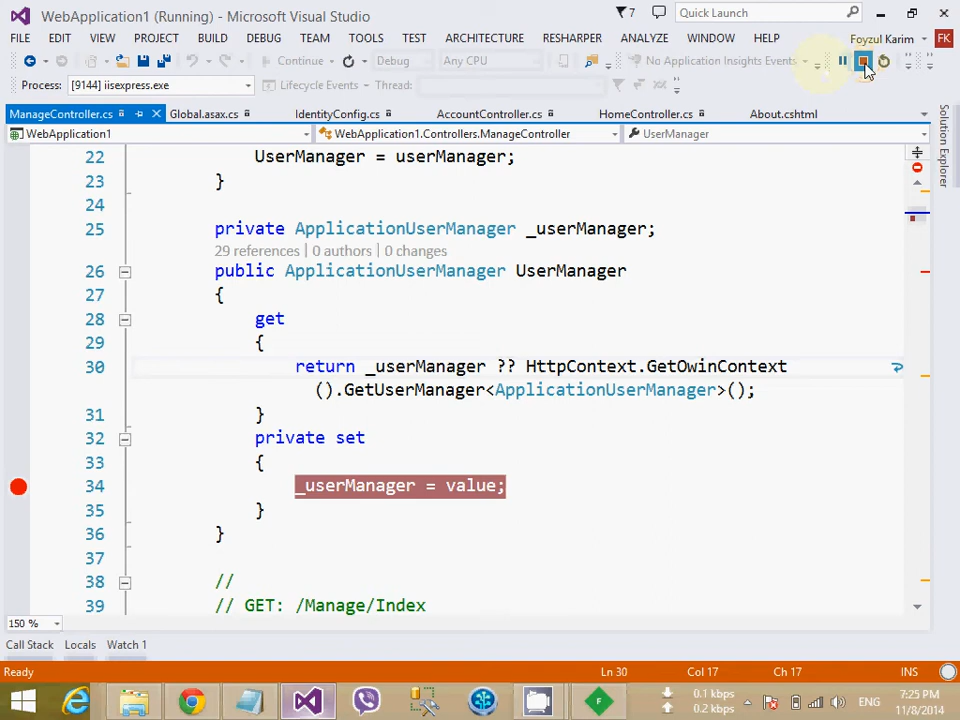 WebApplication1 (Running) - Microsoft Visual Studio
7
Quick Launch
FILE EDIT VIEW PROJECT BUILD DEBUG TEAM TOOLS TEST ARCHITECTURE RESHARPER ANALYZE WINDOW HELP Foyzul Karim FK
Continue Debug Any CPU No Application Insights Events
Process: [9144] iisexpress.exe Lifecycle Events Thread:
ManageController.cs Global.asax.cs IdentityConfig.cs AccountController.cs HomeController.cs About.cshtml
WebApplication1 WebApplication1.Controllers.ManageController UserManager
Solution Explorer
22 UserManager = userManager;
23 }
24
25 private ApplicationUserManager _userManager;
29 references | 0 authors | 0 changes
26 public ApplicationUserManager UserManager
27 {
28 get
29 {
30 return _userManager ?? HttpContext.GetOwinContext
().GetUserManager<ApplicationUserManager>();
31 }
32 private set
33 {
34 _userManager = value;
35 }
36 }
37
38 //
39 // GET: /Manage/Index
150 %
Call Stack Locals Watch 1
Ready Ln 30 Col 17 Ch 17 INS
0.1 kbps
0.2 kbps
ENG
7:25 PM
11/8/2014